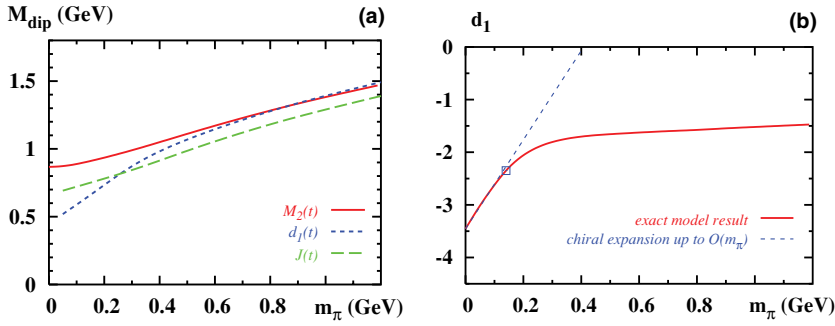 M_dip (GeV) (a)
1.5
1
0.5
0
M_2(t)
d_1(t)
J(t)
0 0.2 0.4 0.6 0.8 m_π (GeV)
d_1 (b)
0
-1
-2
-3
-4
exact model result
chiral expansion up to O(m_π)
0 0.2 0.4 0.6 0.8 m_π (GeV)